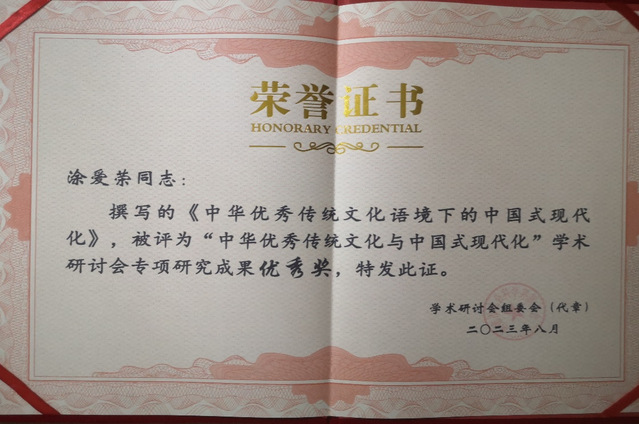 荣誉证书
HONORARY CREDENTIAL
涂爱荣同志：
撰写的《中华优秀传统文化语境下的中国式现代
化》，被评为“中华优秀传统文化与中国式现代化”学术
研讨会专项研究成果优秀奖，特发此证。
学术研讨会组委会（代章）
二〇二三年八月